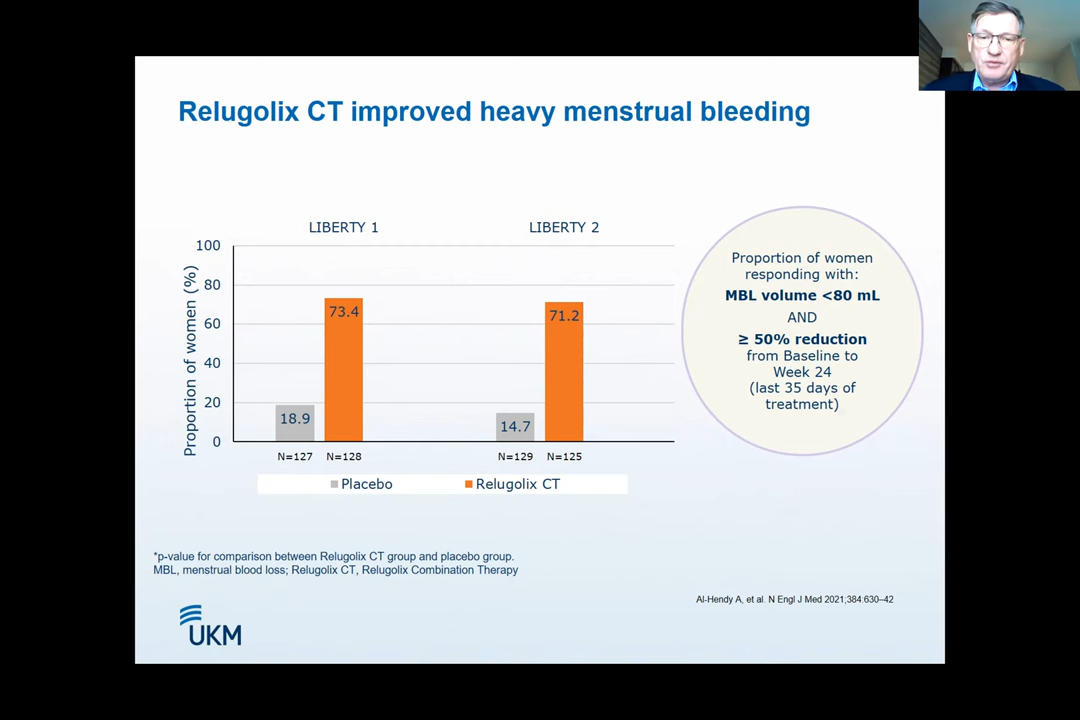 Relugolix CT improved heavy menstrual bleeding
LIBERTY 1
LIBERTY 2
Proportion of women (%)
100
80
60
40
20
0
18.9
73.4
14.7
71.2
N=127
N=128
N=129
N=125
Placebo
Relugolix CT
Proportion of women
responding with:
MBL volume <80 mL
AND
≥ 50% reduction
from Baseline to
Week 24
(last 35 days of
treatment)
*p-value for comparison between Relugolix CT group and placebo group.
MBL, menstrual blood loss; Relugolix CT, Relugolix Combination Therapy
Al-Hendy A, et al. N Engl J Med 2021;384:630–42
UKM